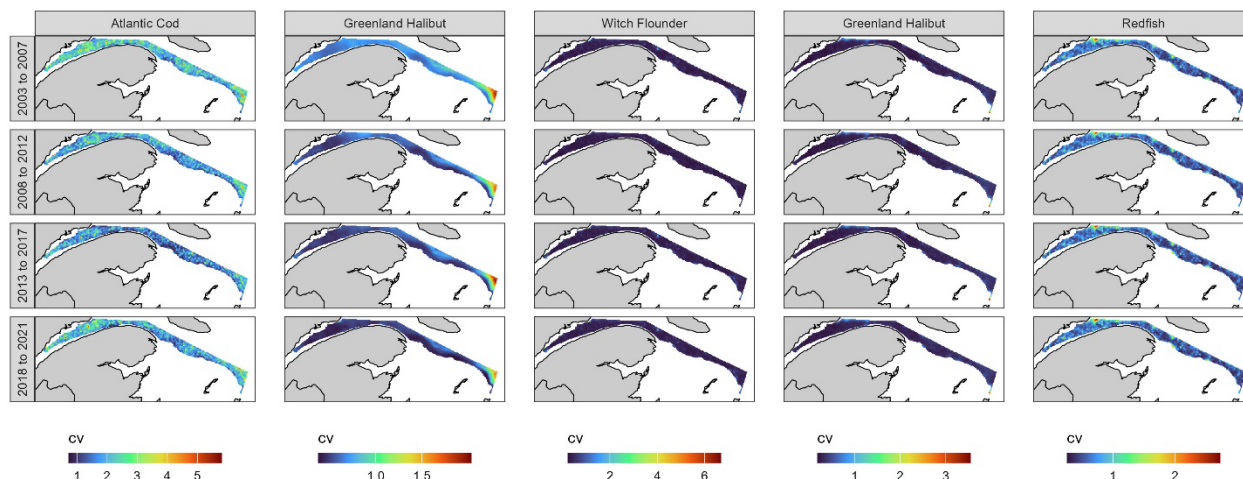 Atlantic Cod
Greenland Halibut
Witch Flounder
Greenland Halibut
Redfish
2003 to 2007
2008 to 2012
2013 to 2017
2018 to 2021
cv
1 2 3 4 5
cv
1.0 1.5
cv
2 4 6
cv
1 2 3
cv
1 2